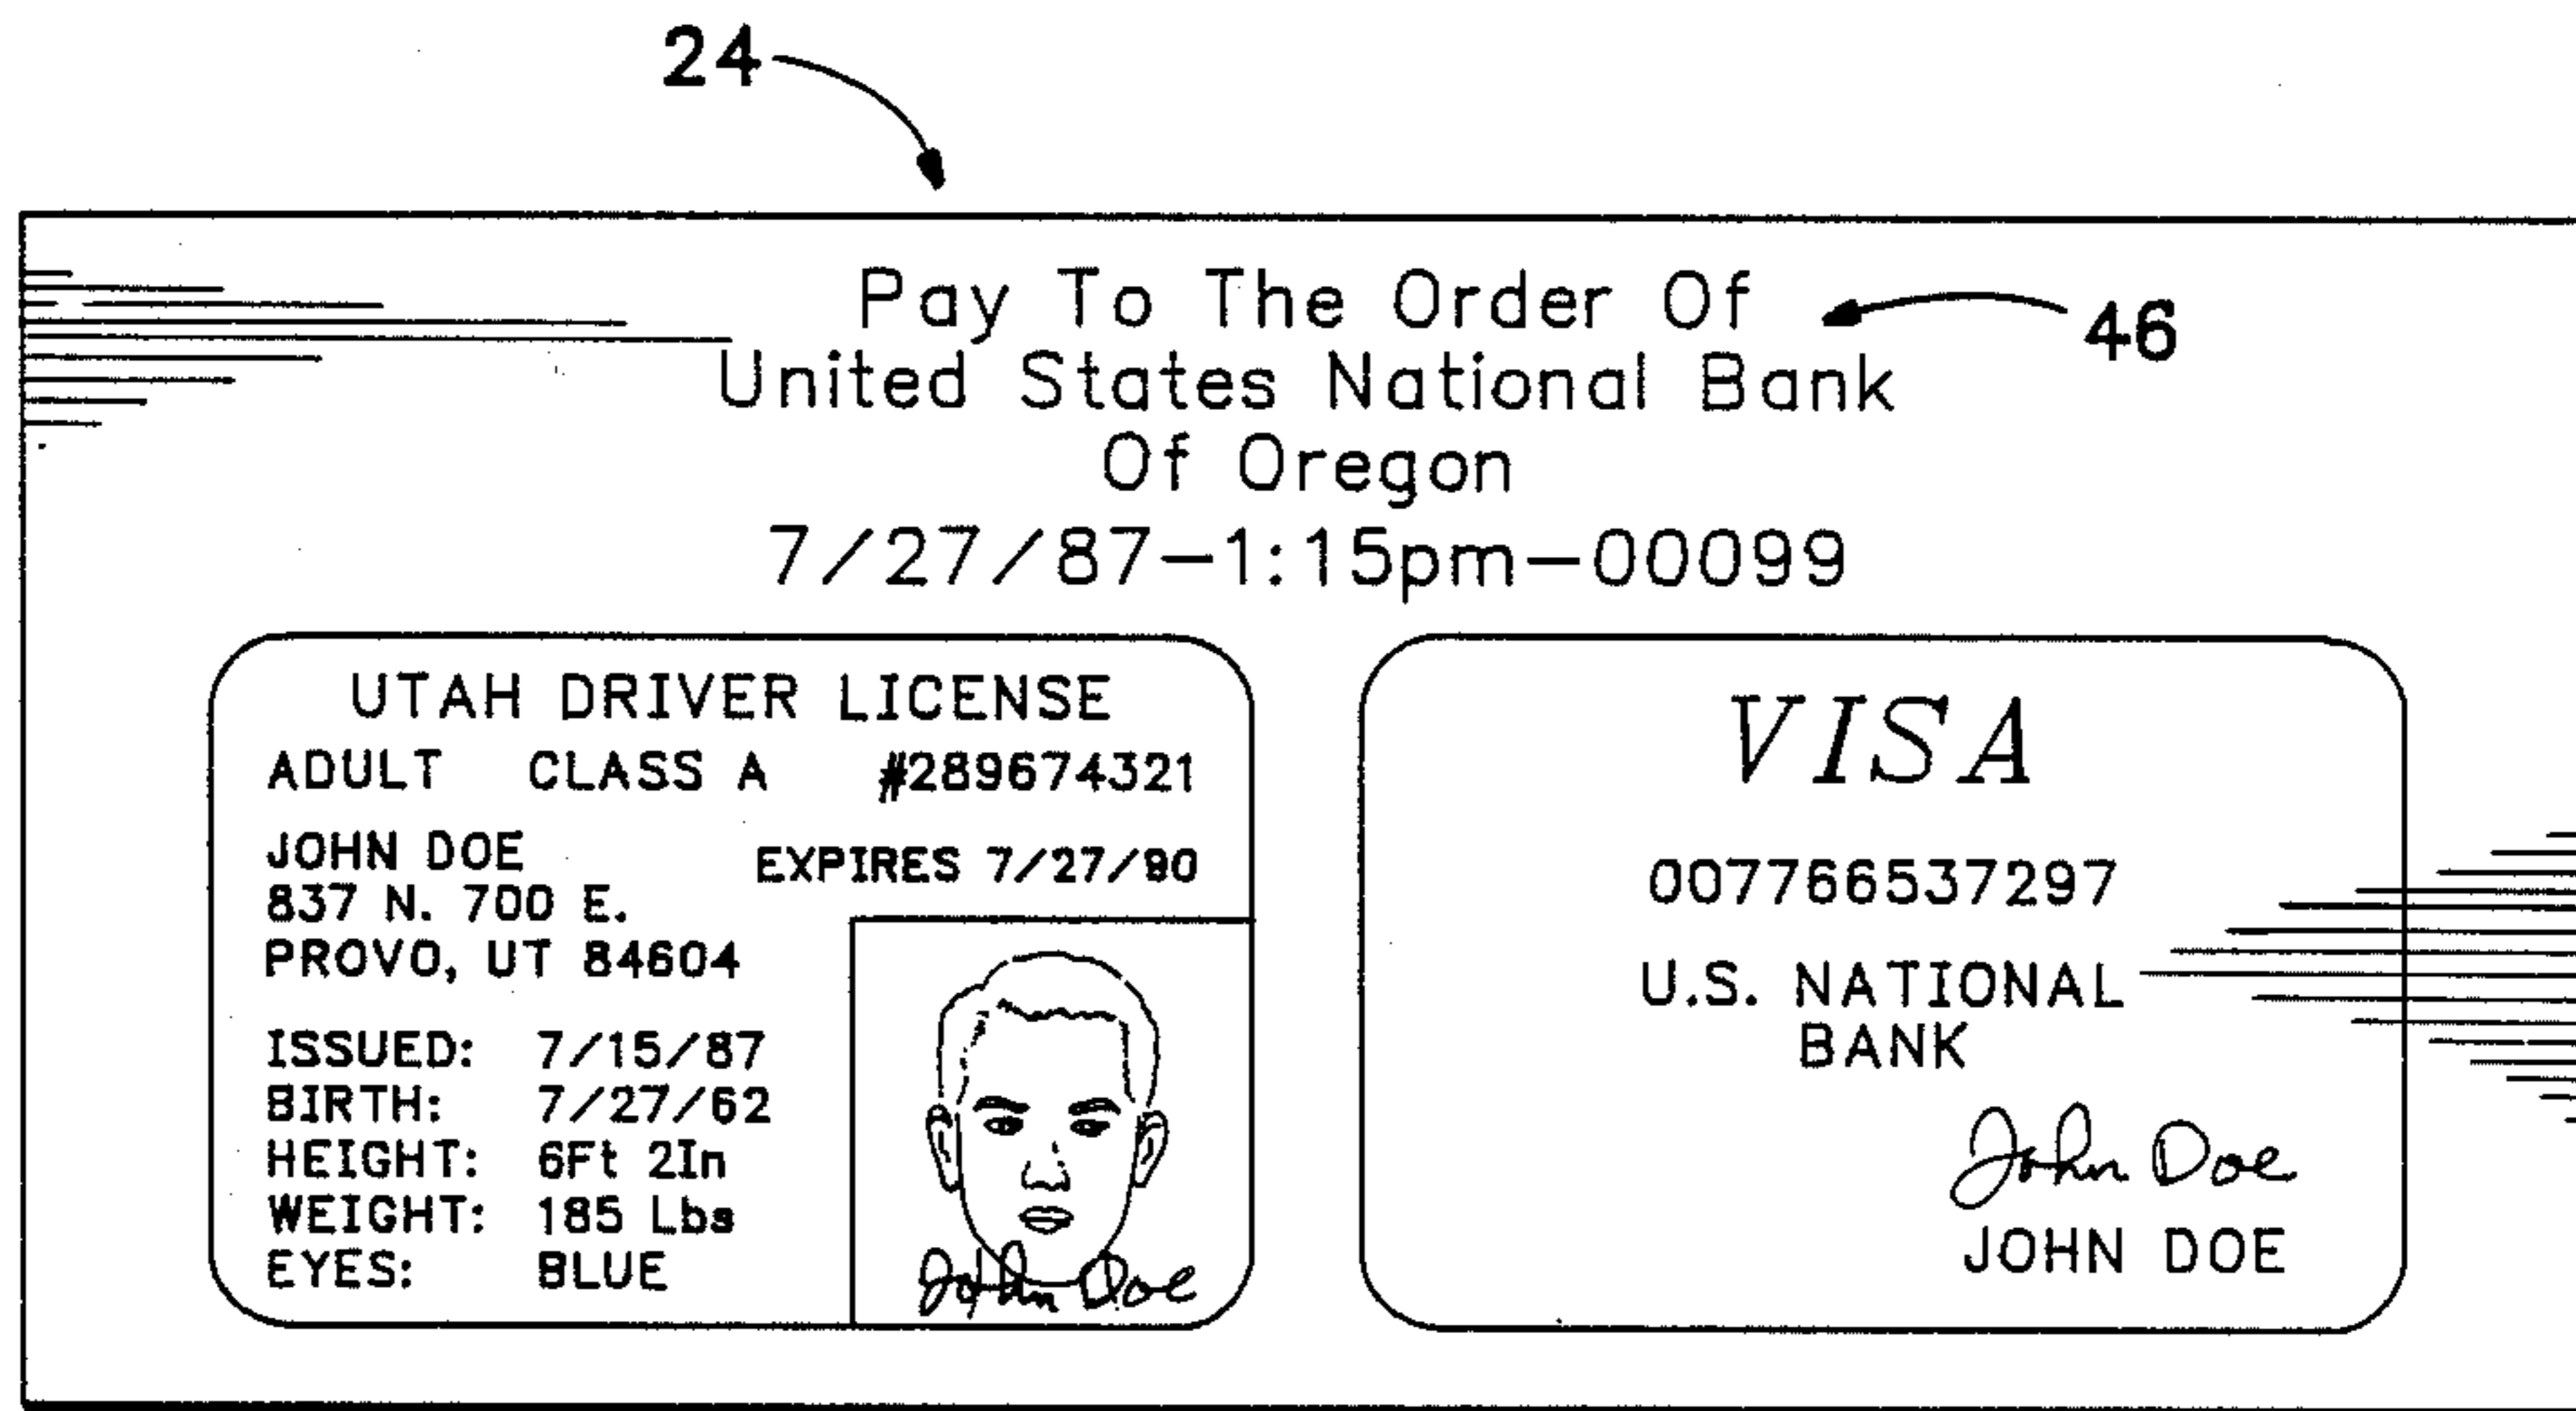 24
Pay To The Order Of
46
United States National Bank
Of Oregon
7/27/87-1:15pm-00099
UTAH DRIVER LICENSE
ADULT CLASS A #289674321
JOHN DOE
EXPIRES 7/27/90
837 N. 700 E.
PROVO, UT 84604
ISSUED: 7/15/87
BIRTH: 7/27/62
HEIGHT: 6Ft 2In
WEIGHT: 185 Lbs
EYES: BLUE
John Doe
VISA
007766537297
U.S. NATIONAL
BANK
John Doe
JOHN DOE